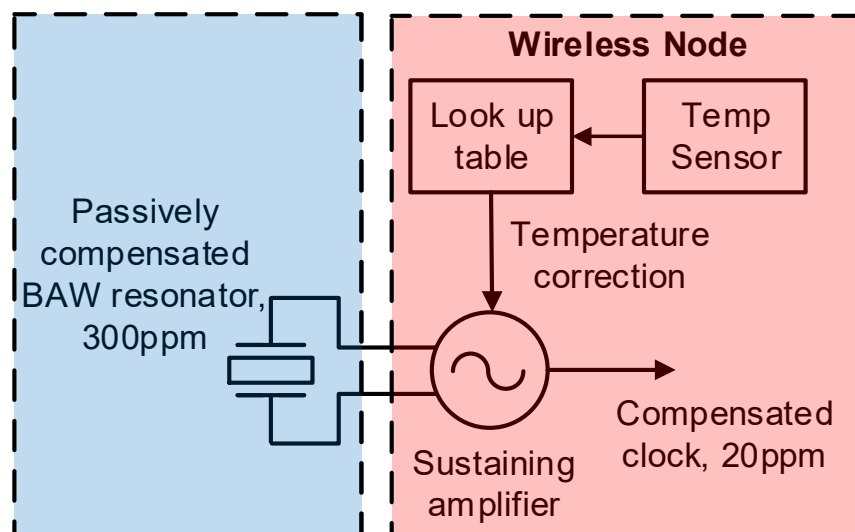 Wireless Node
Look up
table
Temp
Sensor
Passively
compensated
BAW resonator,
300ppm
Temperature
correction
Compensated
clock, 20ppm
Sustaining
amplifier